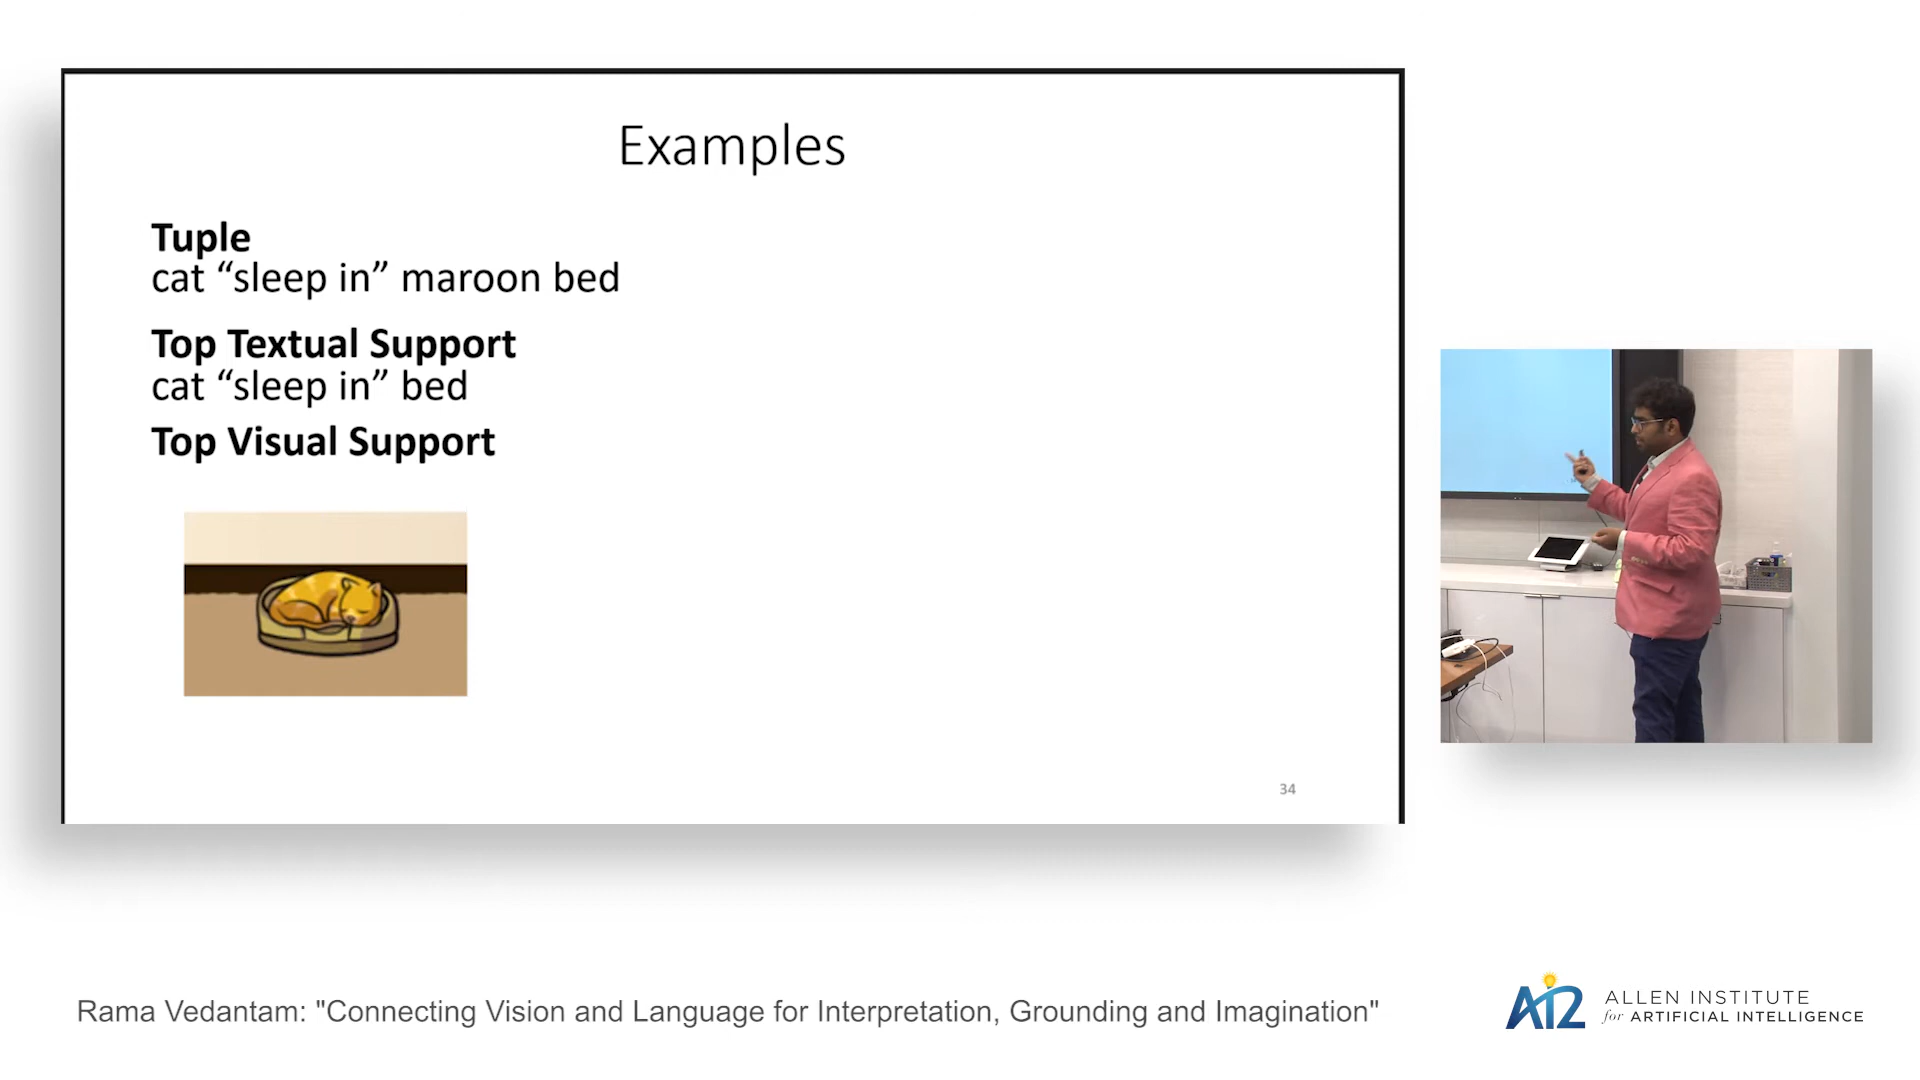 Examples
Tuple
cat “sleep in” maroon bed
Top Textual Support
cat “sleep in” bed
Top Visual Support
34
Rama Vedantam: "Connecting Vision and Language for Interpretation, Grounding and Imagination"
AI2
ALLEN INSTITUTE
for ARTIFICIAL INTELLIGENCE